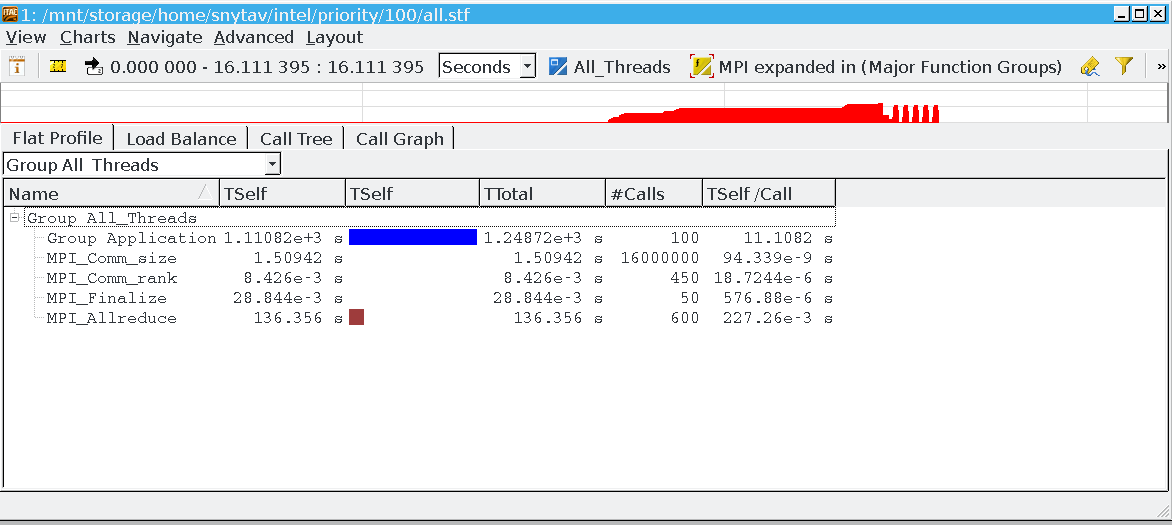 ITAC 1: /mnt/storage/home/snytav/intel/priority/100/all.stf
View Charts Navigate Advanced Layout
0.000 000 - 16.111 395 : 16.111 395 Seconds All_Threads MPI expanded in (Major Function Groups) »
Flat Profile Load Balance Call Tree Call Graph
Group All_Threads
Name TSelf TSelf TTotal #Calls TSelf /Call
Group All_Threads
Group Application 1.11082e+3 s 1.24872e+3 s 100 11.1082 s
MPI_Comm_size 1.50942 s 1.50942 s 16000000 94.339e-9 s
MPI_Comm_rank 8.426e-3 s 8.426e-3 s 450 18.7244e-6 s
MPI_Finalize 28.844e-3 s 28.844e-3 s 50 576.88e-6 s
MPI_Allreduce 136.356 s 136.356 s 600 227.26e-3 s